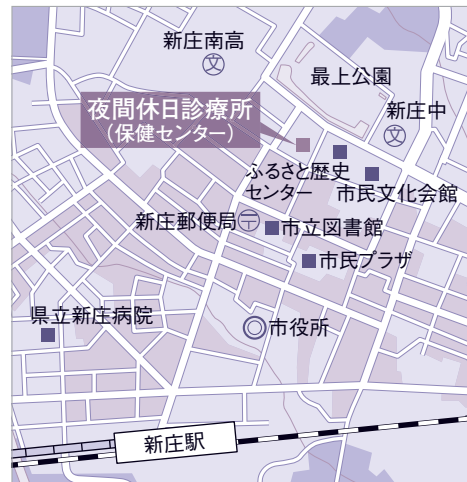 新庄南高
最上公園
夜間休日診療所
（保健センター）
新庄中
ふるさと歴史
センター
市民文化会館
新庄郵便局
市立図書館
市民プラザ
県立新庄病院
市役所
新庄駅